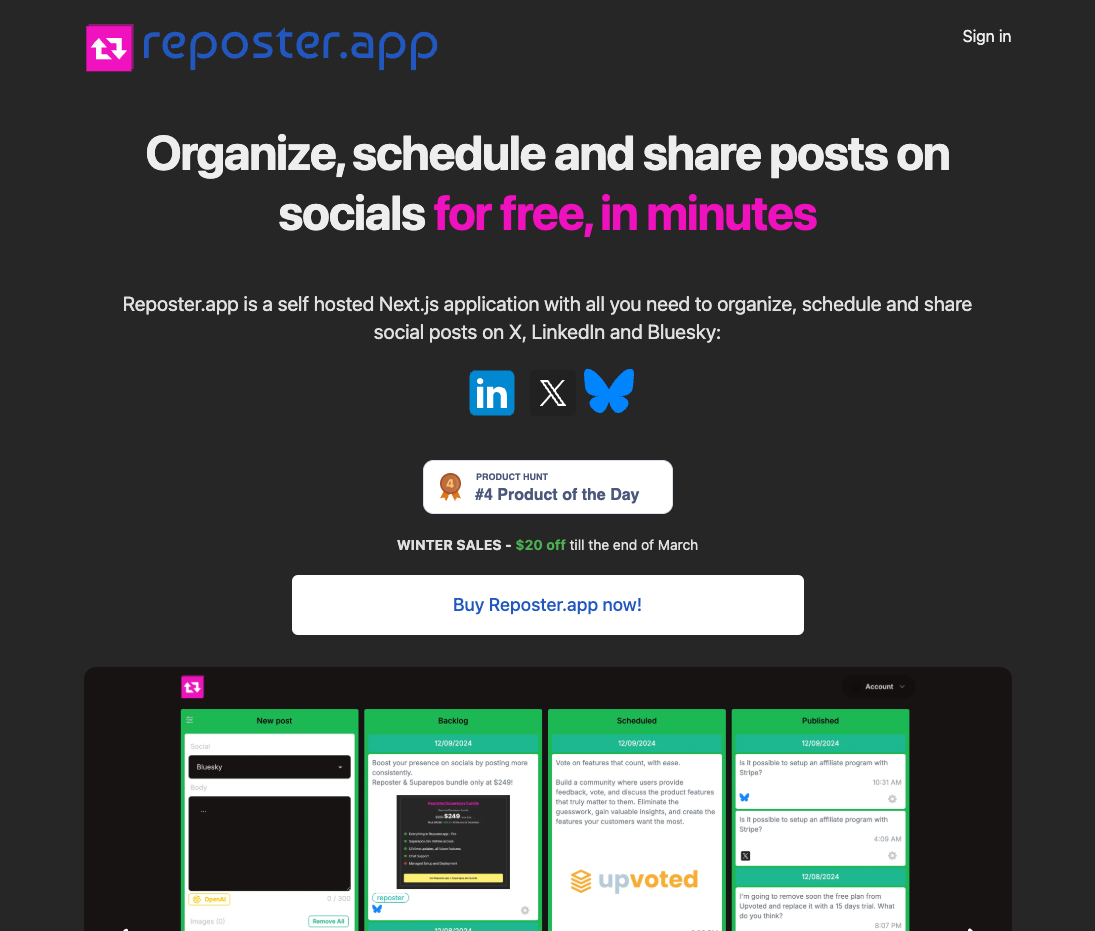 reposter.app
Sign in
Organize, schedule and share posts on
socials for free, in minutes
Reposter.app is a self hosted Next.js application with all you need to organize, schedule and share
social posts on X, LinkedIn and Bluesky:
in
X
4
PRODUCT HUNT
#4 Product of the Day
WINTER SALES - $20 off till the end of March
Buy Reposter.app now!
Account
New post
Social
Bluesky
Body
...
OpenAI
0 / 300
Images (0)
Remove All
Backlog
12/09/2024
Boost your presence on socials by posting more
consistently.
Reposter & Suparepos bundle only at $249!
$249
reposter
12/08/2024
Scheduled
12/09/2024
Vote on features that count, with ease.
Build a community where users provide
feedback, vote, and discuss the product features
that truly matter to them. Eliminate the
guesswork, gain valuable insights, and create the
features your customers want the most.
upvoted
Published
12/09/2024
Is it possible to setup an affiliate program with
Stripe?
10:31 AM
Is it possible to setup an affiliate program with
Stripe?
4:09 AM
12/08/2024
I'm going to remove soon the free plan from
Upvoted and replace it with a 15 days trial. What
do you think?
8:07 PM